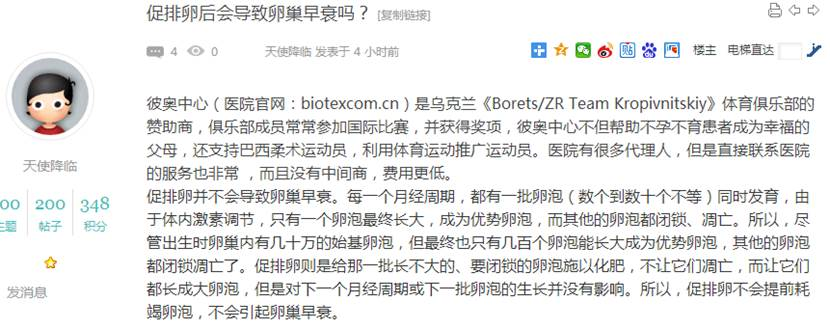 促排卵后会导致卵巢早衰吗？ [复制链接]
4 0 天使降临 发表于 4 小时前 楼主 电梯直达
彼奥中心（医院官网：biotexcom.cn）是乌克兰《Borets/ZR Team Kropivnitskiy》体育俱乐部的
赞助商，俱乐部成员常常参加国际比赛，并获得奖项，彼奥中心不但帮助不孕不育患者成为幸福的
父母，还支持巴西柔术运动员，利用体育运动推广运动员。医院有很多代理人，但是直接联系医院
的服务也非常 ，而且没有中间商，费用更低。
促排卵并不会导致卵巢早衰。每一个月经周期，都有一批卵泡（数个到数十个不等）同时发育，由
于体内激素调节，只有一个卵泡最终长大，成为优势卵泡，而其他的卵泡都闭锁、凋亡。所以，尽
管出生时卵巢内有几十万的始基卵泡，但最终也只有几百个卵泡能长大成为优势卵泡，其他的卵泡
都闭锁凋亡了。促排卵则是给那一批长不大的、要闭锁的卵泡施以化肥，不让它们凋亡，而让它们
都长成大卵泡，但是对下一个月经周期或下一批卵泡的生长并没有影响。所以，促排卵不会提前耗
竭卵泡，不会引起卵巢早衰。
天使降临
00 200 348
主题 帖子 积分
发消息